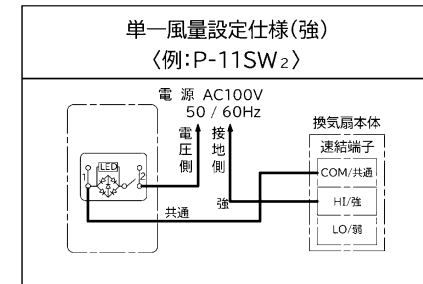 単一風量設定仕様(強)
〈例:P-11SW₂〉
電 源 AC100V
50 / 60Hz
電圧側
接地側
換気扇本体
速結端子
COM/共通
HI/強
LO/弱
LED
1
2
共通
強